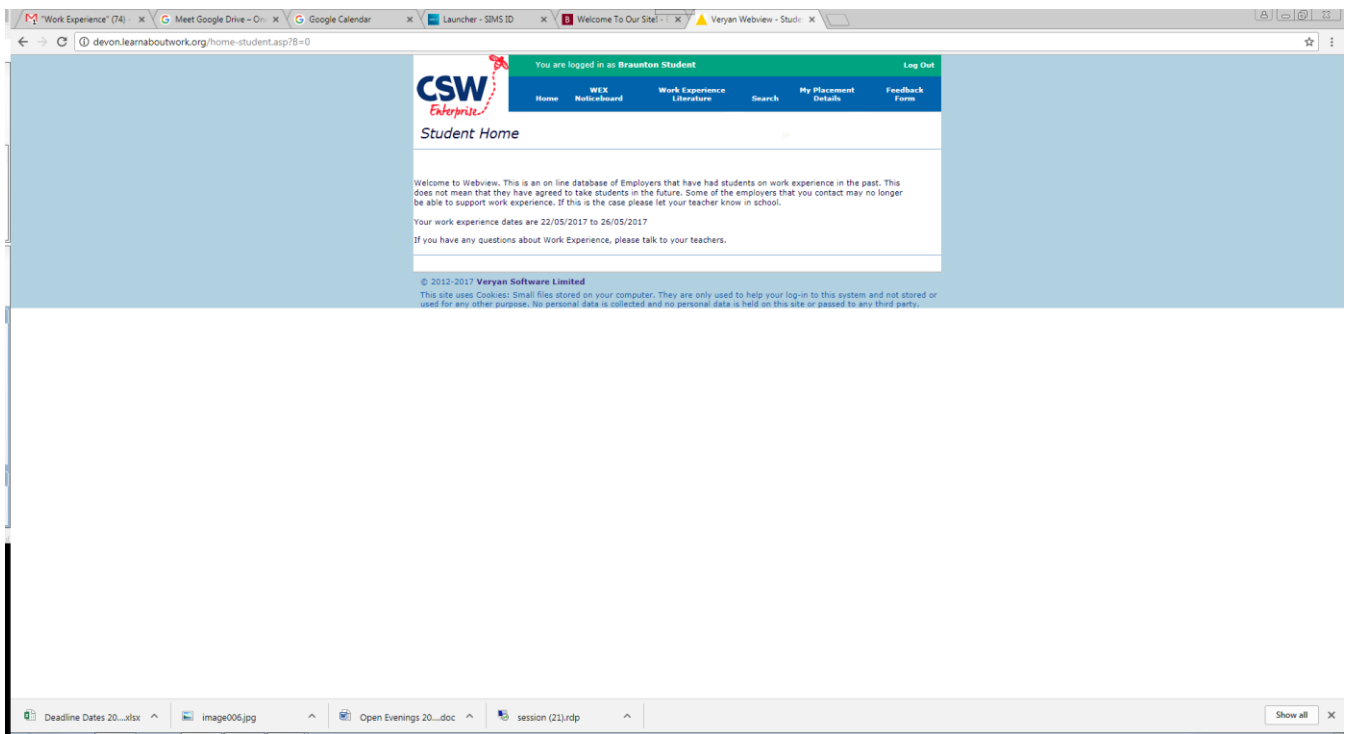 "Work Experience" (74) -
Meet Google Drive – On
Google Calendar
Launcher - SIMS ID
Welcome To Our Site! -
Veryan Webview - Stude
devon.learnaboutwork.org/home-student.asp?8=0
You are logged in as Braunton Student Log Out
CSW
Enterprise
Home WEX Noticeboard Work Experience Literature Search My Placement Details Feedback Form
Student Home
Welcome to Webview. This is an on line database of Employers that have had students on work experience in the past. This
does not mean that they have agreed to take students in the future. Some of the employers that you contact may no longer
be able to support work experience. If this is the case please let your teacher know in school.
Your work experience dates are 22/05/2017 to 26/05/2017
If you have any questions about Work Experience, please talk to your teachers.
© 2012-2017 Veryan Software Limited
This site uses Cookies: Small files stored on your computer. They are only used to help your log-in to this system and not stored or
used for any other purpose. No personal data is collected and no personal data is held on this site or passed to any third party.
Deadline Dates 20....xlsx
image006.jpg
Open Evenings 20....doc
session (21).rdp
Show all